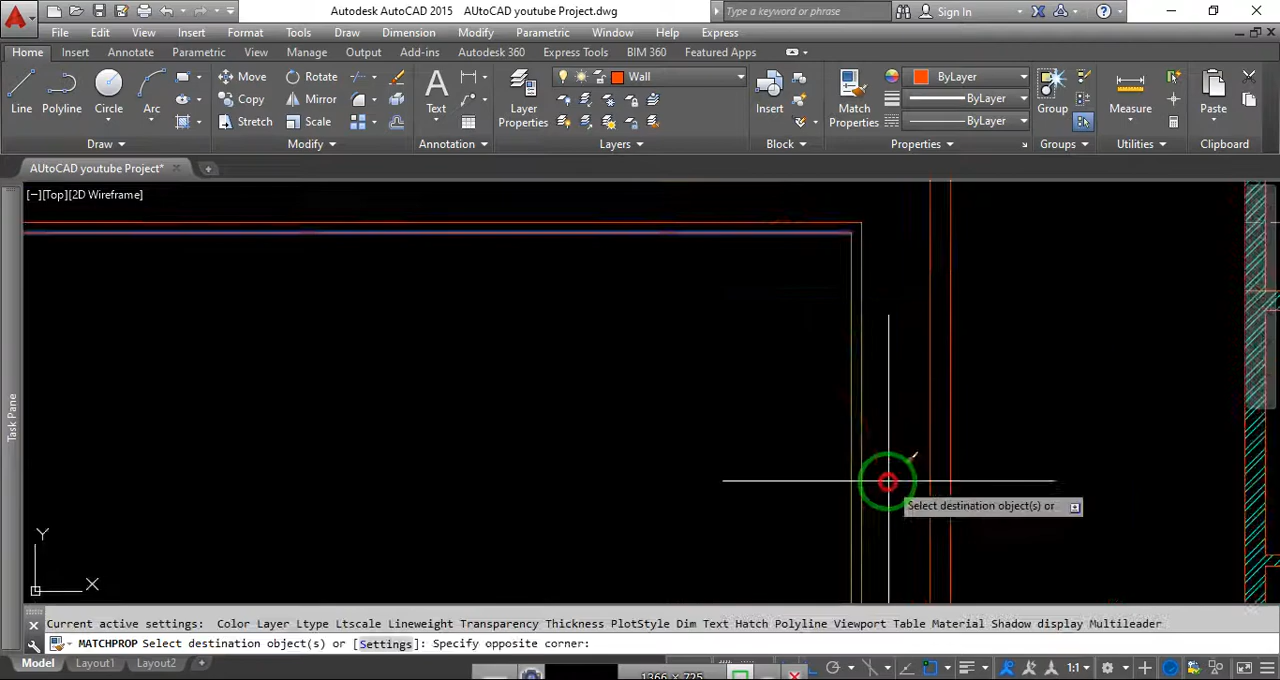 Autodesk AutoCAD 2015 AUtoCAD youtube Project.dwg
Type a keyword or phrase
Sign In
File Edit View Insert Format Tools Draw Dimension Modify Parametric Window Help Express
Home Insert Annotate Parametric View Manage Output Add-ins Autodesk 360 Express Tools BIM 360 Featured Apps
Line Polyline Circle Arc
Move Rotate
Copy Mirror
Stretch Scale
Text
Layer Properties
Wall
Insert
Match Properties
ByLayer
ByLayer
ByLayer
Group
Measure
Paste
Draw Modify Annotation Layers Block Properties Groups Utilities Clipboard
AUtoCAD youtube Project*
[−][Top][2D Wireframe]
Task Pane
Select destination object(s) or
Y
X
Current active settings: Color Layer Ltype Ltscale Lineweight Transparency Thickness PlotStyle Dim Text Hatch Polyline Viewport Table Material Shadow display Multileader
MATCHPROP Select destination object(s) or [Settings]: Specify opposite corner:
Model Layout1 Layout2 +
1366 × 725
1:1